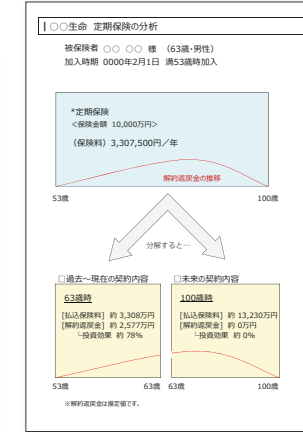 ○○生命 定期保険の分析
被保険者 ○○ ○○ 様 （63歳・男性）
加入時期 0000年2月1日 満53歳時加入
*定期保険
＜保険金額 10,000万円＞
（保険料）3,307,500円／年
解約返戻金の推移
53歳 100歳
分解すると…
□過去～現在の契約内容 □未来の契約内容
63歳時
[払込保険料] 約 3,308万円
[解約返戻金] 約 2,577万円
└投資効果 約 78%
100歳時
[払込保険料] 約 13,230万円
[解約返戻金] 約 0万円
└投資効果 約 0%
53歳 63歳 63歳 100歳
※解約返戻金は推定値です。